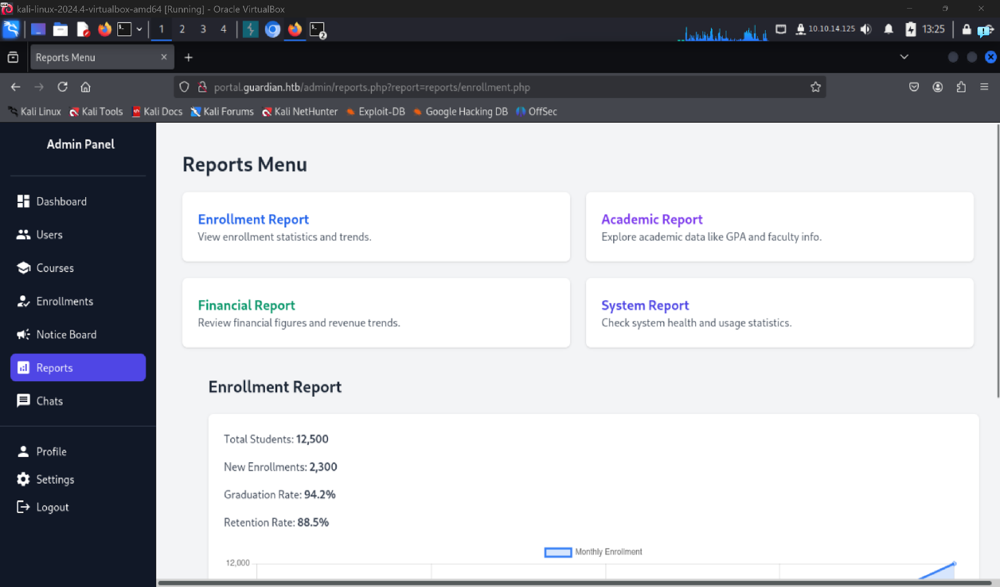 kali-linux-2024.4-virtualbox-amd64 [Running] - Oracle VirtualBox
1 2 3 4 2 10.10.14.125 13:25
Reports Menu
portal.guardian.htb/admin/reports.php?report=reports/enrollment.php
Kali Linux Kali Tools Kali Docs Kali Forums Kali NetHunter Exploit-DB Google Hacking DB OffSec
Admin Panel
Dashboard
Users
Courses
Enrollments
Notice Board
Reports
Chats
Profile
Settings
Logout
Reports Menu
Enrollment Report
View enrollment statistics and trends.
Academic Report
Explore academic data like GPA and faculty info.
Financial Report
Review financial figures and revenue trends.
System Report
Check system health and usage statistics.
Enrollment Report
Total Students: 12,500
New Enrollments: 2,300
Graduation Rate: 94.2%
Retention Rate: 88.5%
Monthly Enrollment
12,000